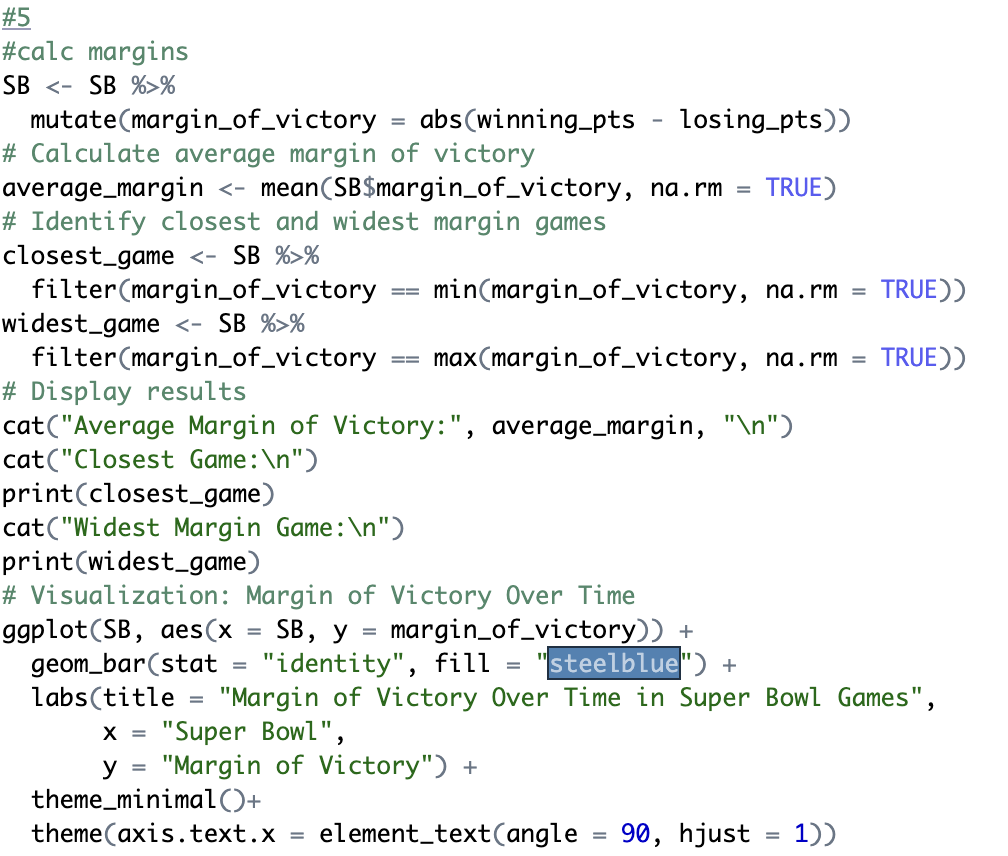 #5
#calc margins
SB <- SB %>%
  mutate(margin_of_victory = abs(winning_pts - losing_pts))
# Calculate average margin of victory
average_margin <- mean(SB$margin_of_victory, na.rm = TRUE)
# Identify closest and widest margin games
closest_game <- SB %>%
  filter(margin_of_victory == min(margin_of_victory, na.rm = TRUE))
widest_game <- SB %>%
  filter(margin_of_victory == max(margin_of_victory, na.rm = TRUE))
# Display results
cat("Average Margin of Victory:", average_margin, "\n")
cat("Closest Game:\n")
print(closest_game)
cat("Widest Margin Game:\n")
print(widest_game)
# Visualization: Margin of Victory Over Time
ggplot(SB, aes(x = SB, y = margin_of_victory)) +
  geom_bar(stat = "identity", fill = "steelblue") +
  labs(title = "Margin of Victory Over Time in Super Bowl Games",
       x = "Super Bowl",
       y = "Margin of Victory") +
  theme_minimal()+
  theme(axis.text.x = element_text(angle = 90, hjust = 1))